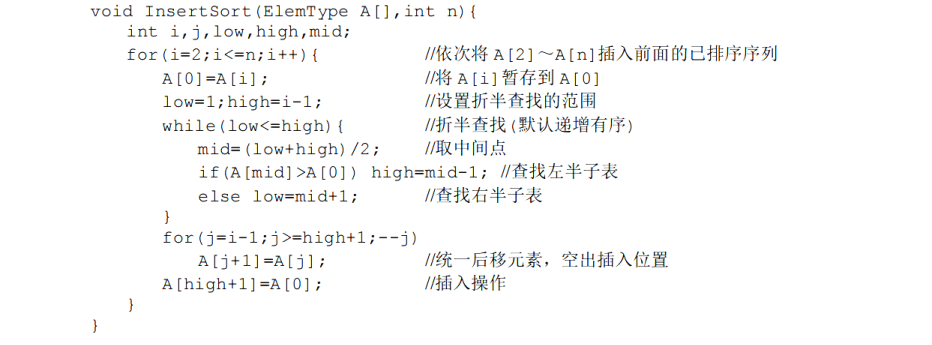 void InsertSort(ElemType A[],int n){
int i,j,low,high,mid;
for(i=2;i<=n;i++){ //依次将 A[2]～A[n]插入前面的已排序序列
A[0]=A[i]; //将 A[i]暂存到 A[0]
low=1;high=i-1; //设置折半查找的范围
while(low<=high){ //折半查找(默认递增有序)
mid=(low+high)/2; //取中间点
if(A[mid]>A[0]) high=mid-1; //查找左半子表
else low=mid+1; //查找右半子表
}
for(j=i-1;j>=high+1;--j)
A[j+1]=A[j]; //统一后移元素，空出插入位置
A[high+1]=A[0]; //插入操作
}
}